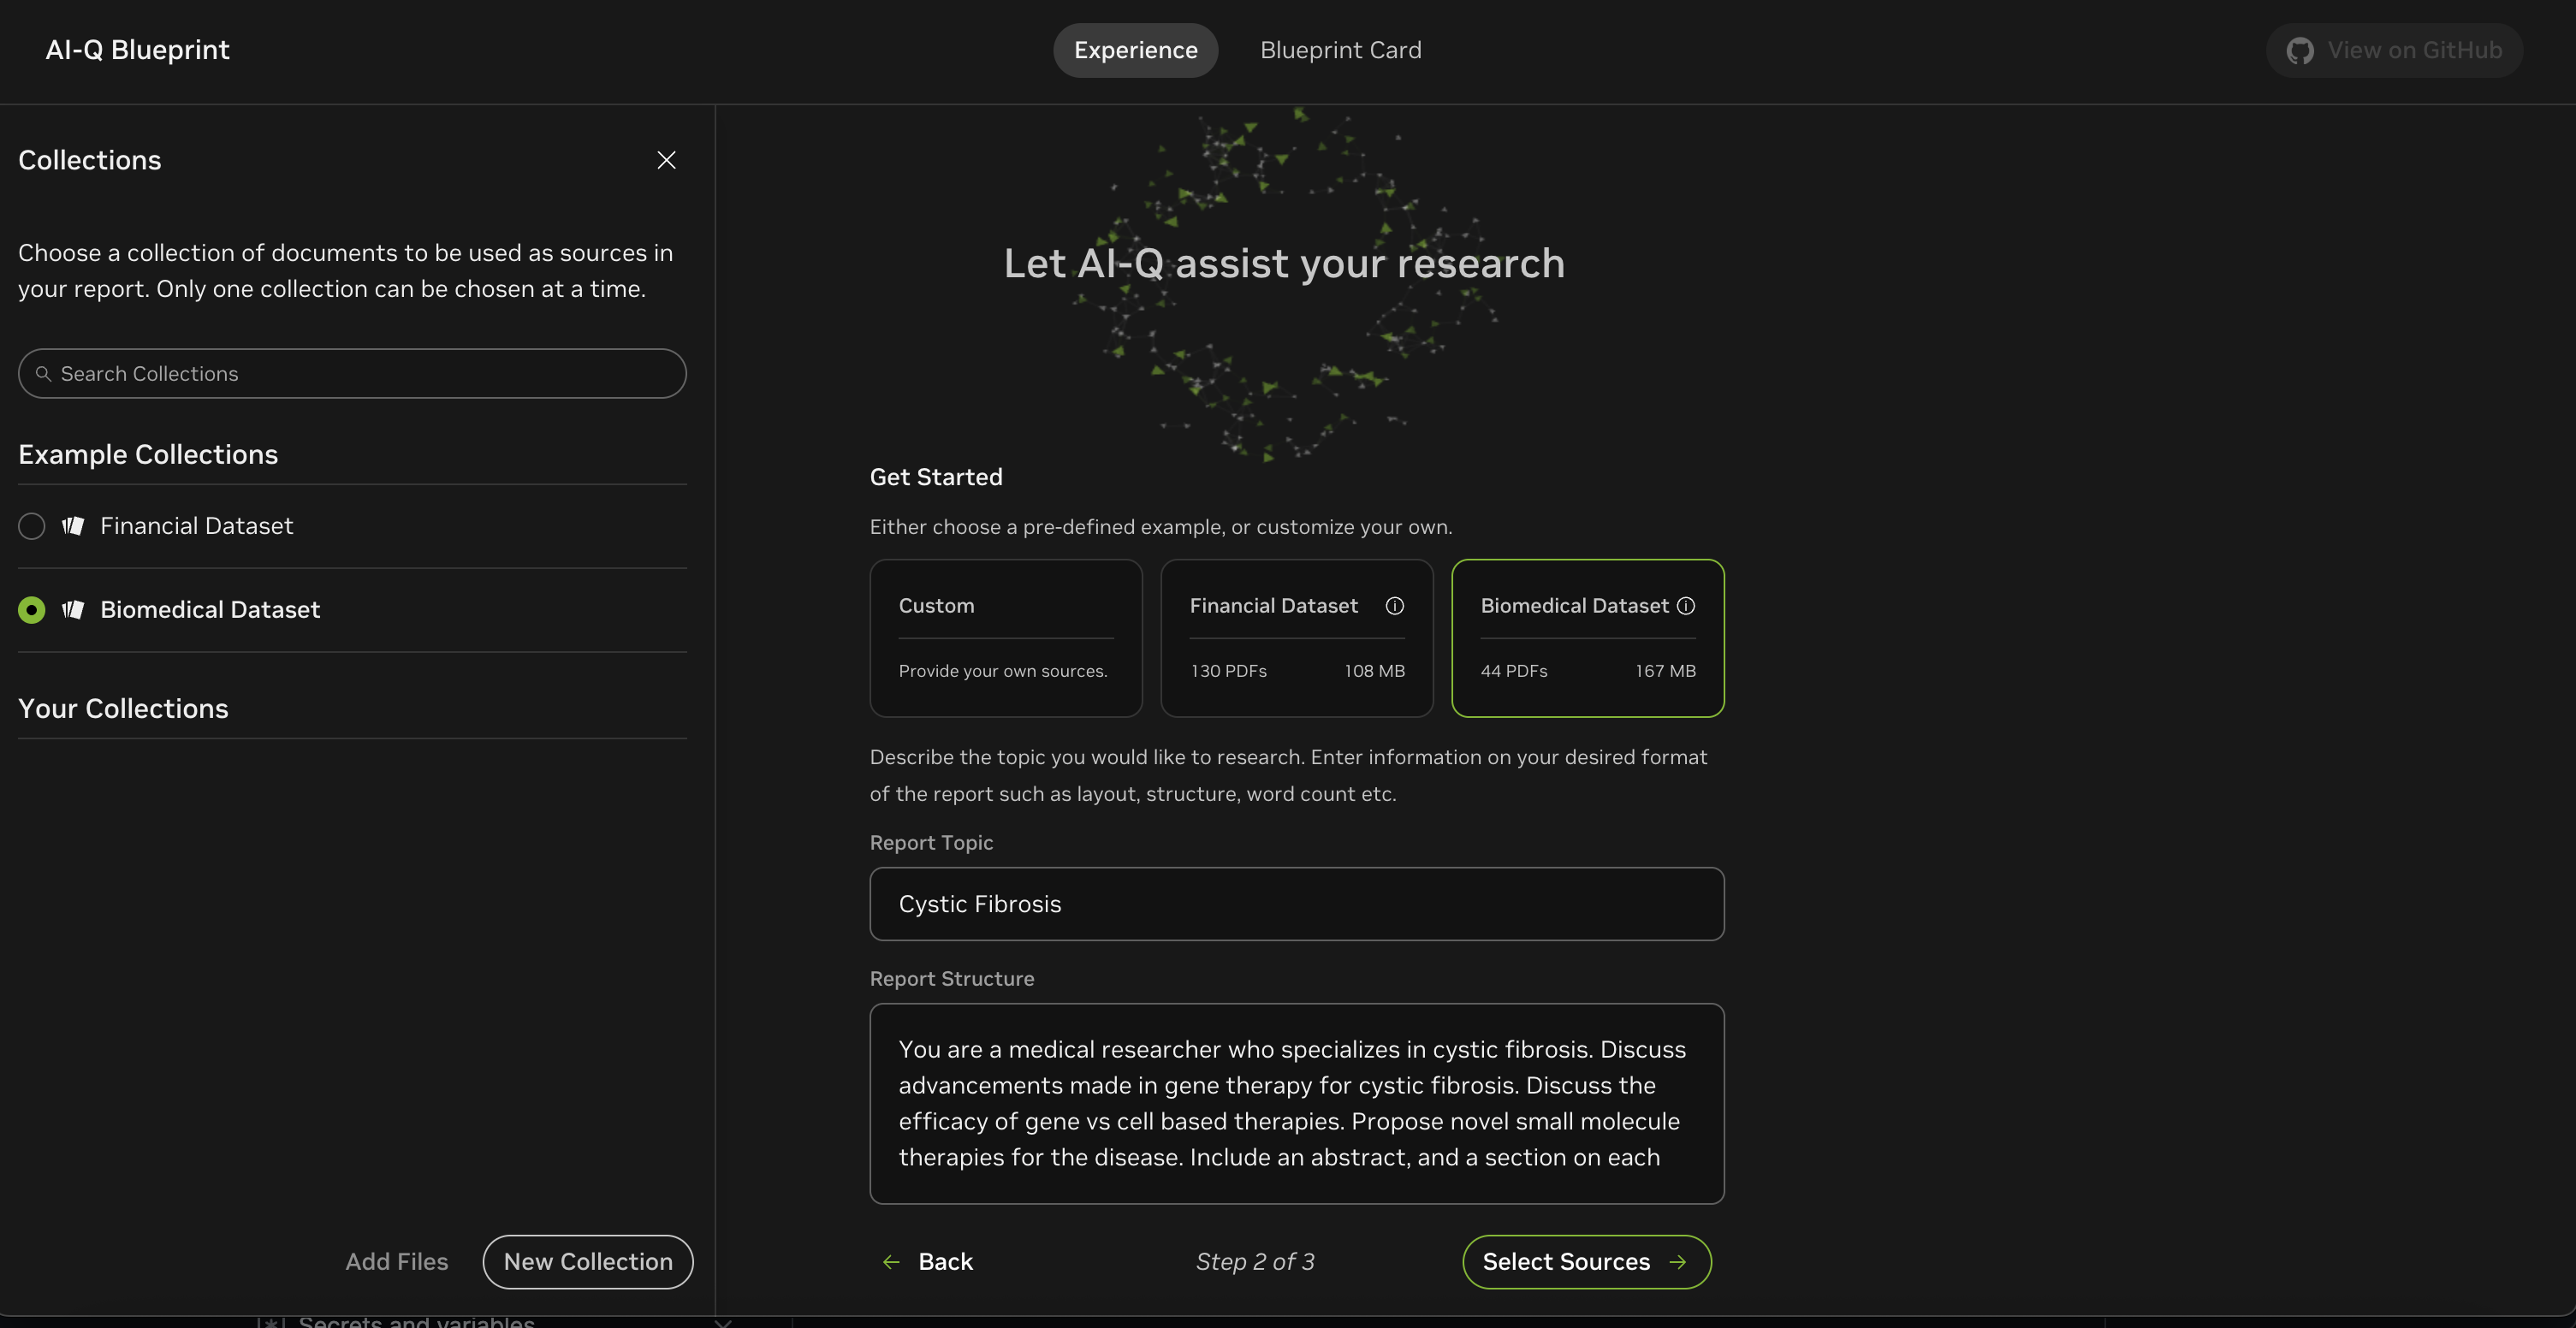 AI-Q Blueprint
Experience
Blueprint Card
View on GitHub
Collections
Choose a collection of documents to be used as sources in
your report. Only one collection can be chosen at a time.
Search Collections
Example Collections
Financial Dataset
Biomedical Dataset
Your Collections
Add Files
New Collection
Let AI-Q assist your research
Get Started
Either choose a pre-defined example, or customize your own.
Custom
Provide your own sources.
Financial Dataset
130 PDFs 108 MB
Biomedical Dataset
44 PDFs 167 MB
Describe the topic you would like to research. Enter information on your desired format
of the report such as layout, structure, word count etc.
Report Topic
Cystic Fibrosis
Report Structure
You are a medical researcher who specializes in cystic fibrosis. Discuss
advancements made in gene therapy for cystic fibrosis. Discuss the
efficacy of gene vs cell based therapies. Propose novel small molecule
therapies for the disease. Include an abstract, and a section on each
Back
Step 2 of 3
Select Sources
Secrets and variables